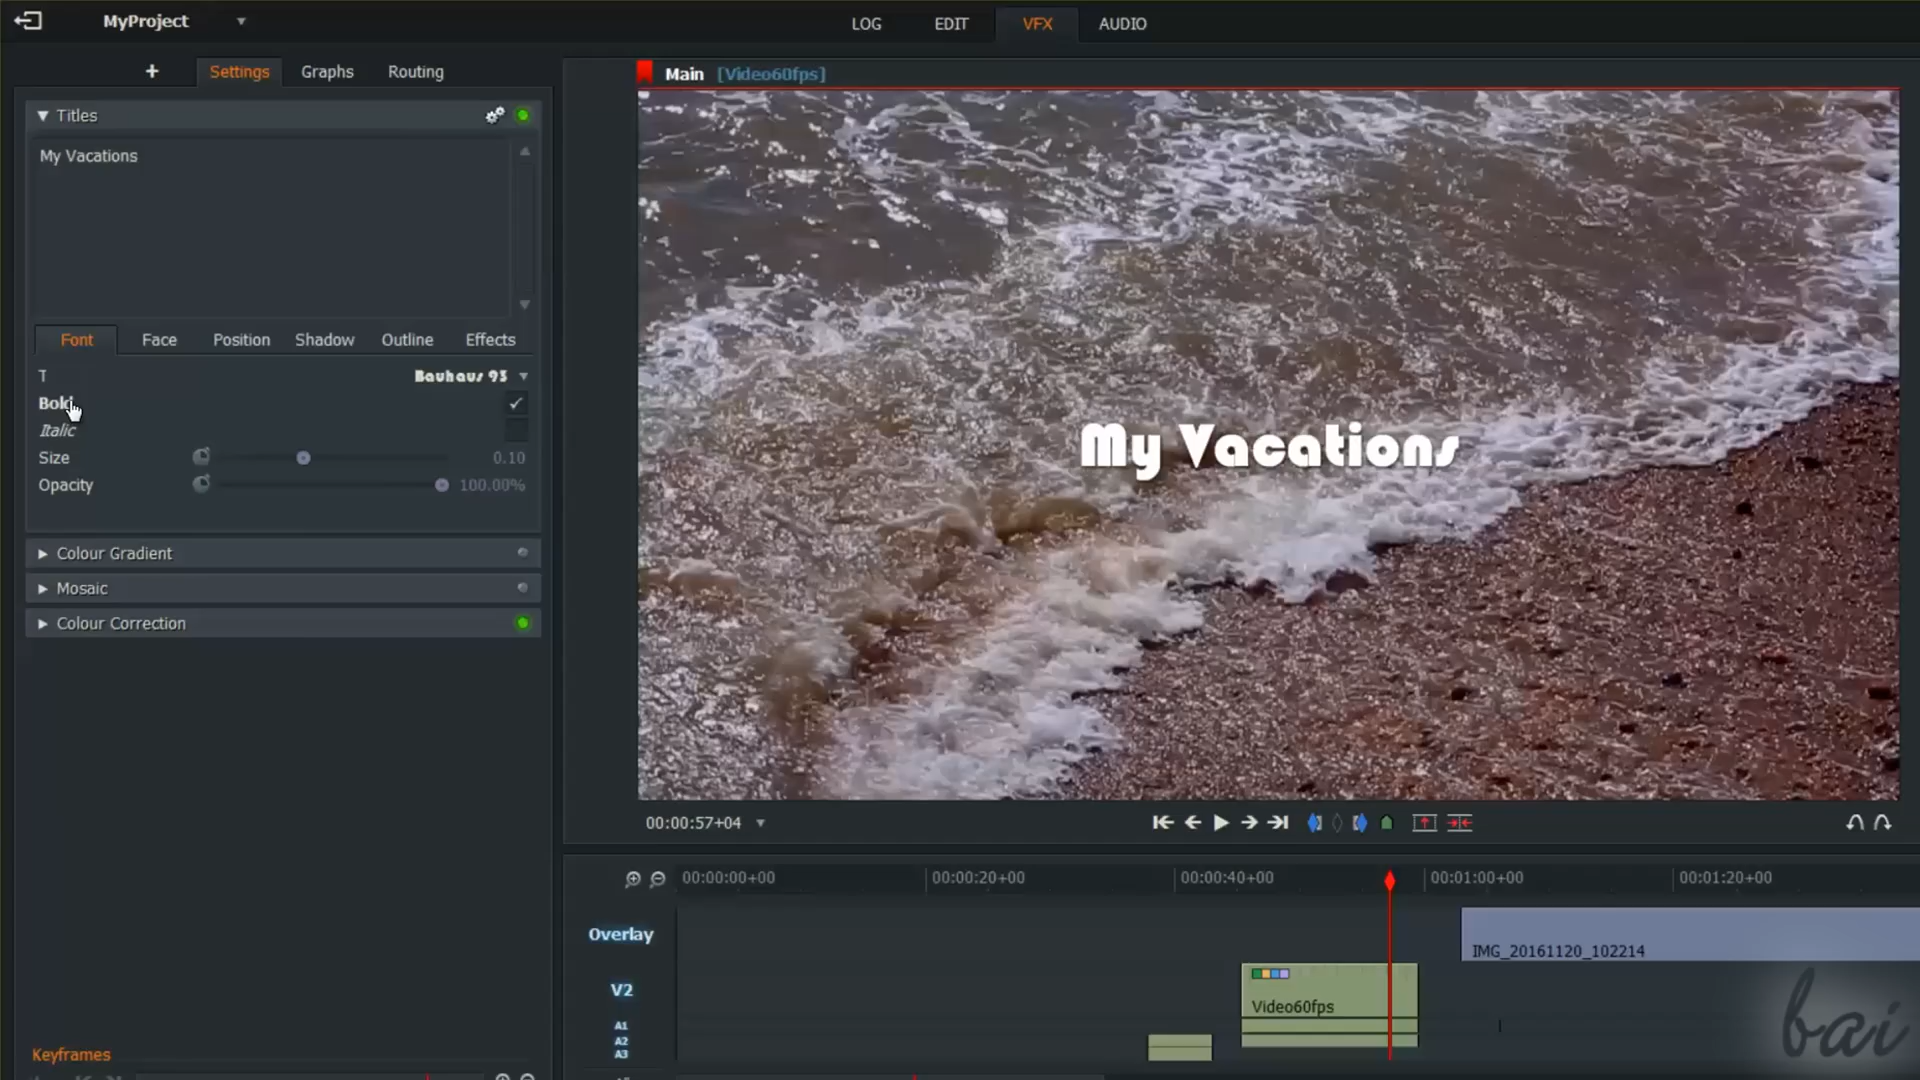 MyProject
LOG EDIT VFX AUDIO
+ Settings Graphs Routing
Main [Video60fps]
Titles
My Vacations
Font Face Position Shadow Outline Effects
T Bauhaus 93
Bold
Italic
Size 0.10
Opacity 100.00%
My Vacations
Colour Gradient
Mosaic
Colour Correction
00:00:57+04
00:00:00+00 00:00:20+00 00:00:40+00 00:01:00+00 00:01:20+00
Overlay
IMG_20161120_102214
V2
Video60fps
A1
A2
A3
Keyframes
bai